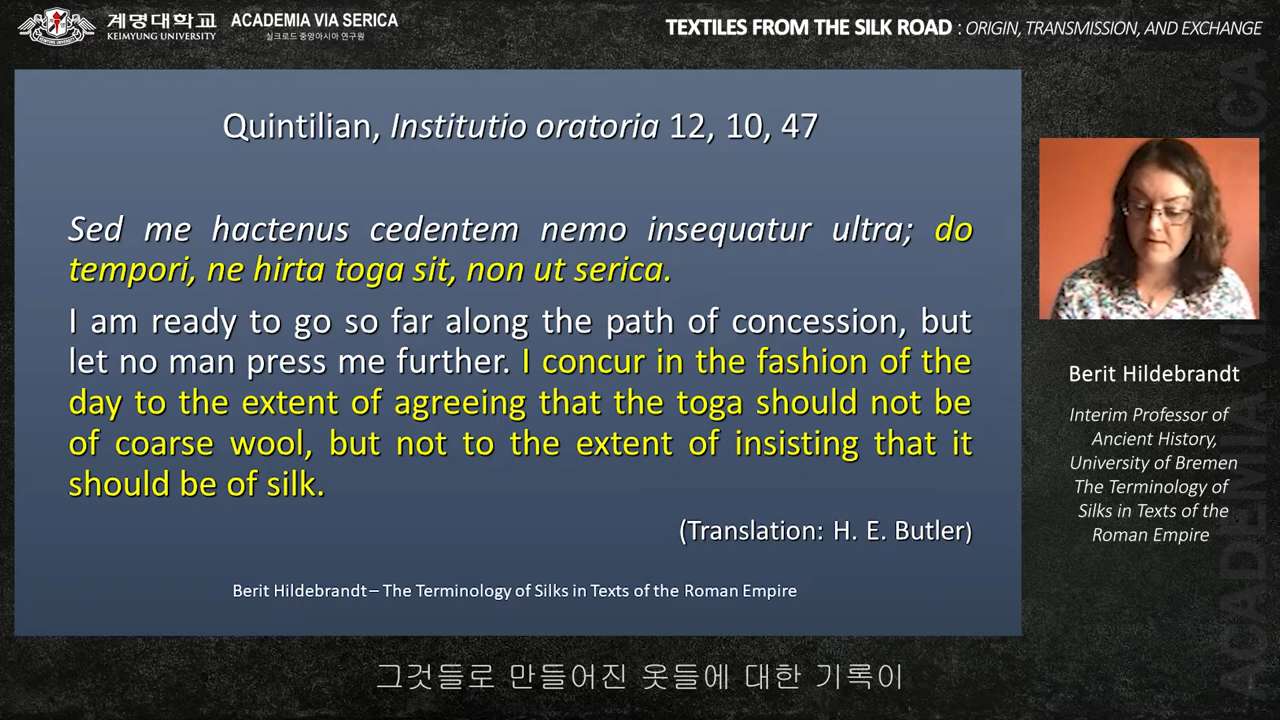 계명대학교
KEIMYUNG UNIVERSITY
ACADEMIA VIA SERICA
실크로드 중앙아시아 연구원
TEXTILES FROM THE SILK ROAD : ORIGIN, TRANSMISSION, AND EXCHANGE
Quintilian, Institutio oratoria 12, 10, 47
Sed me hactenus cedentem nemo insequatur ultra; do
tempori, ne hirta toga sit, non ut serica.
I am ready to go so far along the path of concession, but
let no man press me further. I concur in the fashion of the
day to the extent of agreeing that the toga should not be
of coarse wool, but not to the extent of insisting that it
should be of silk.
(Translation: H. E. Butler)
Berit Hildebrandt – The Terminology of Silks in Texts of the Roman Empire
Berit Hildebrandt
Interim Professor of
Ancient History,
University of Bremen
The Terminology of
Silks in Texts of the
Roman Empire
그것들로 만들어진 옷들에 대한 기록이